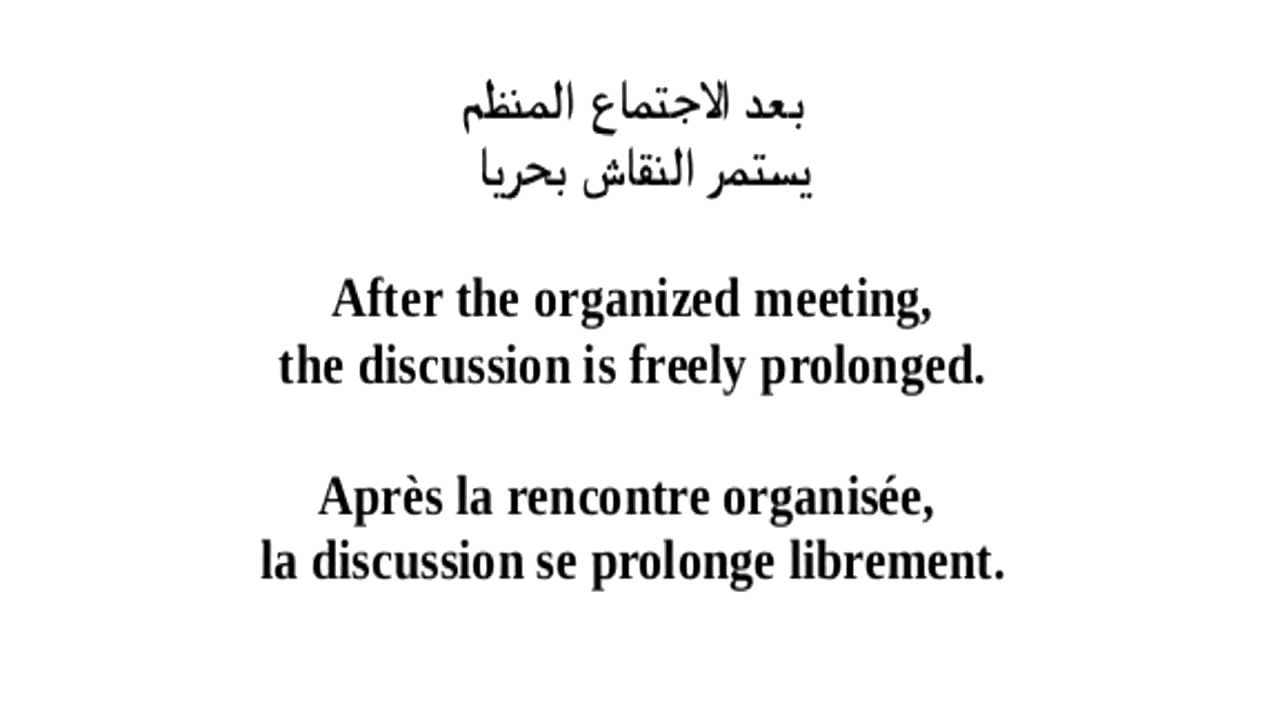 بعد الاجتماع المنظم
يستمر النقاش بحريا
After the organized meeting,
the discussion is freely prolonged.
Après la rencontre organisée,
la discussion se prolonge librement.